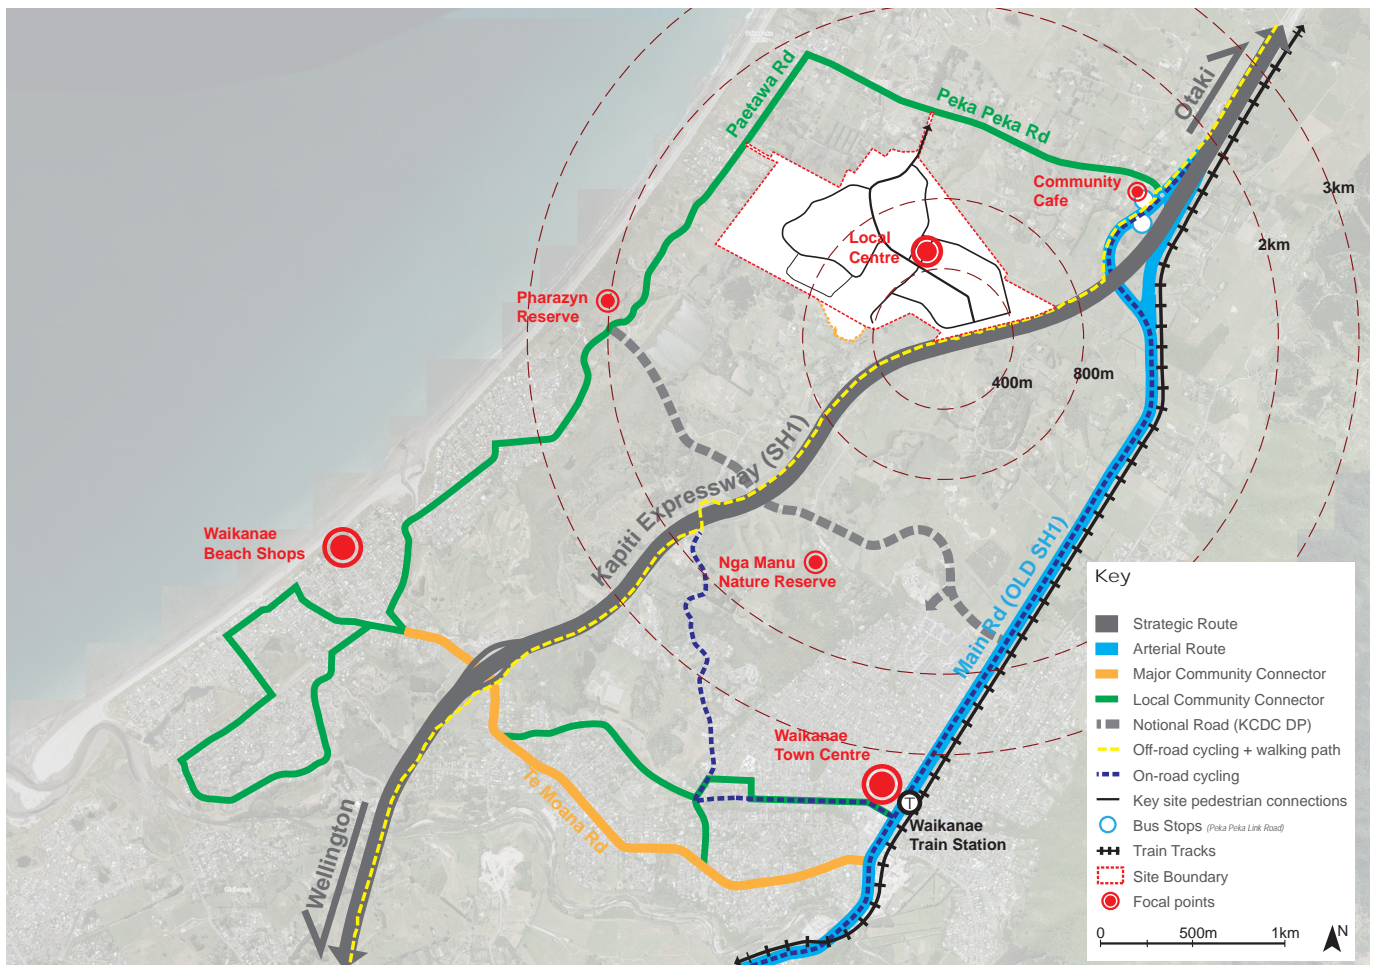 Paetawa Rd
Peka Peka Rd
Otaki
Community
Cafe
3km
2km
Local
Centre
Pharazyn
Reserve
400m
800m
Kapiti Expressway (SH1)
Waikanae
Beach Shops
Nga Manu
Nature Reserve
Main Rd (OLD SH1)
Waikanae
Town Centre
Te Moana Rd
T
Waikanae
Train Station
Wellington
Key
Strategic Route
Arterial Route
Major Community Connector
Local Community Connector
Notional Road (KCDC DP)
Off-road cycling + walking path
On-road cycling
Key site pedestrian connections
Bus Stops (Peka Peka Link Road)
Train Tracks
Site Boundary
Focal points
0 500m 1km
N